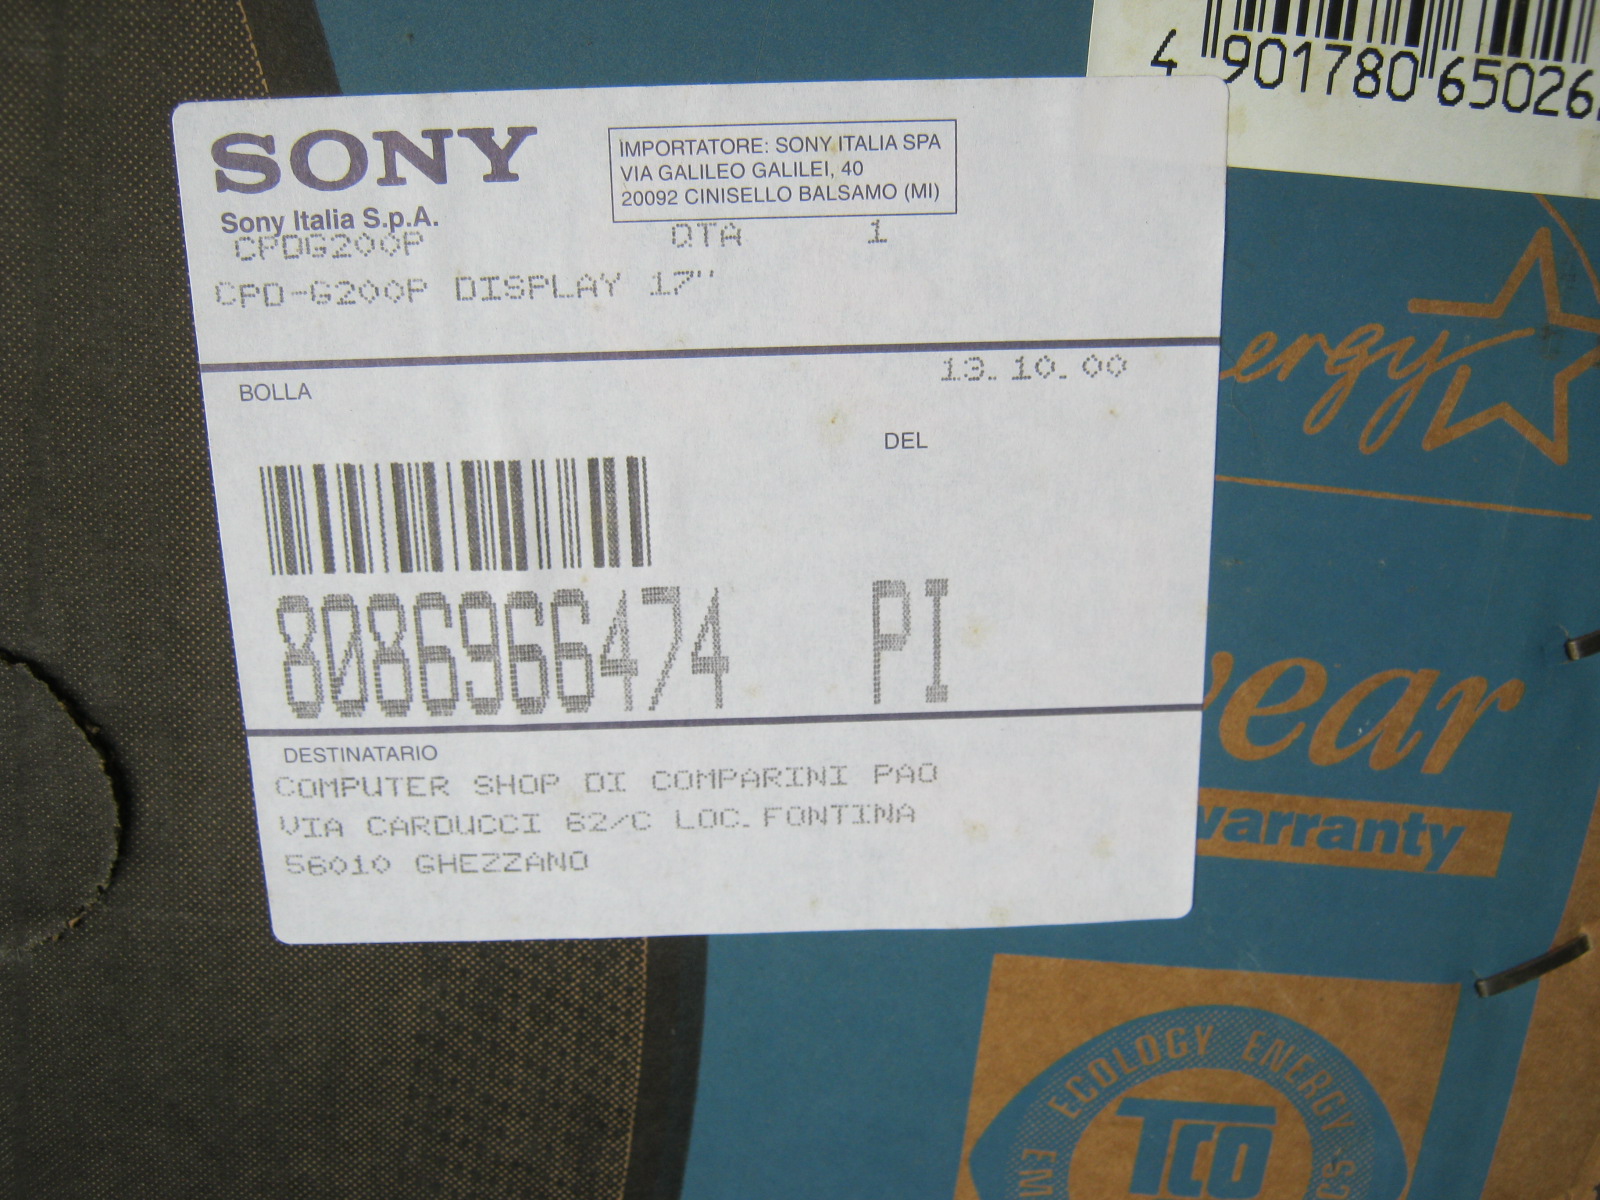 4 901780 65026
SONY
Sony Italia S.p.A.
IMPORTATORE: SONY ITALIA SPA
VIA GALILEO GALILEI, 40
20092 CINISELLO BALSAMO (MI)
CPDG200P QTA 1
CPD-G200P DISPLAY 17"
13.10.00
BOLLA
DEL
8086966474 PI
DESTINATARIO
COMPUTER SHOP DI COMPARINI PAO
VIA CARDUCCI 62/C LOC.FONTINA
56010 GHEZZANO
ergy
year
warranty
ECOLOGY ENERGY
TCO